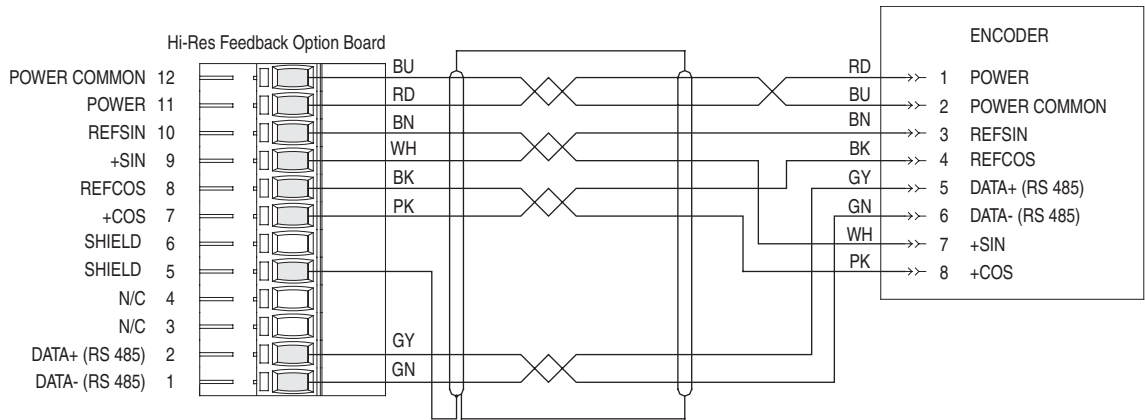 Hi-Res Feedback Option Board
POWER COMMON 12
POWER 11
REFSIN 10
+SIN 9
REFCOS 8
+COS 7
SHIELD 6
SHIELD 5
N/C 4
N/C 3
DATA+ (RS 485) 2
DATA- (RS 485) 1
BU
RD
BN
WH
BK
PK
GY
GN
RD
BU
BN
BK
GY
GN
WH
PK
ENCODER
1 POWER
2 POWER COMMON
3 REFSIN
4 REFCOS
5 DATA+ (RS 485)
6 DATA- (RS 485)
7 +SIN
8 +COS